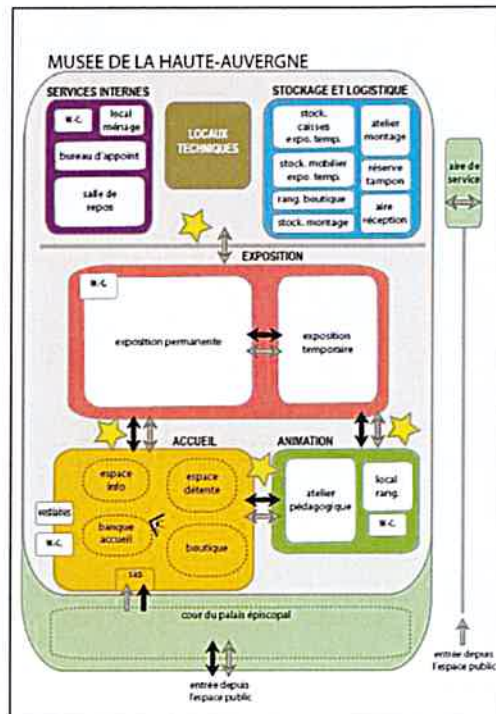 MUSEE DE LA HAUTE-AUVERGNE
SERVICES INTERNES
W.-C.
local
ménage
bureau d'appoint
salle de
repos
LOCAUX
TECHNIQUES
STOCKAGE ET LOGISTIQUE
stock.
caisses
expo. temp.
atelier
montage
stock. mobilier
expo. temp.
réserve
tampon
rang. boutique
aire
réception
stock. montage
aire de
service
EXPOSITION
W.-C.
exposition permanente
exposition
temporaire
ACCUEIL
ANIMATION
espace
info
espace
détente
vestiaires
banque
accueil
W.-C.
boutique
sas
atelier
pédagogique
local
rang.
W.-C.
cour du palais épiscopal
entrée depuis
l'espace public
entrée depuis
l'espace public